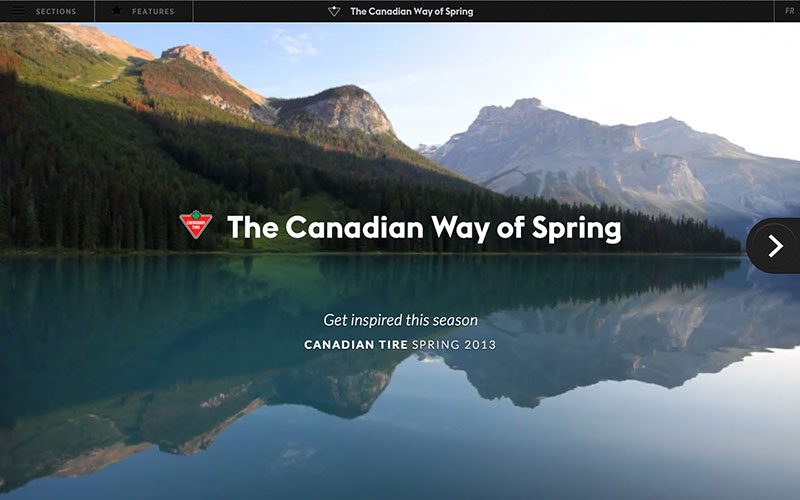 SECTIONS
FEATURES
The Canadian Way of Spring
FR
CANADIAN
TIRE
The Canadian Way of Spring
Get inspired this season
CANADIAN TIRE SPRING 2013